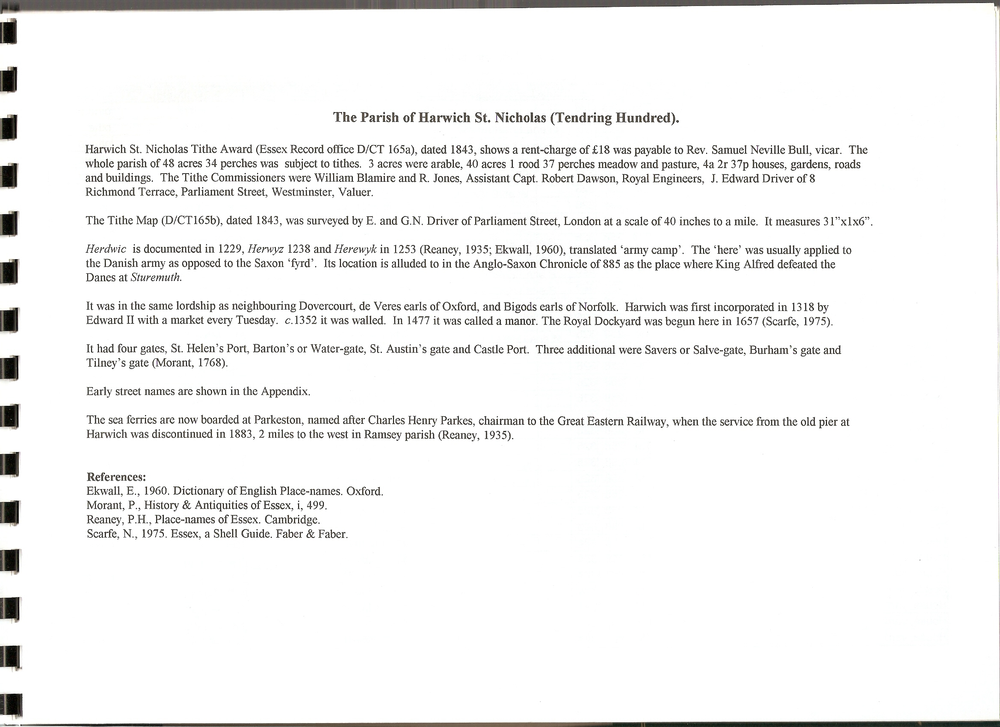 The Parish of Harwich St. Nicholas (Tendring Hundred).
Harwich St. Nicholas Tithe Award (Essex Record office D/CT 165a), dated 1843, shows a rent-charge of £18 was payable to Rev. Samuel Neville Bull, vicar. The
whole parish of 48 acres 34 perches was subject to tithes. 3 acres were arable, 40 acres 1 rood 37 perches meadow and pasture, 4a 2r 37p houses, gardens, roads
and buildings. The Tithe Commissioners were William Blamire and R. Jones, Assistant Capt. Robert Dawson, Royal Engineers, J. Edward Driver of 8
Richmond Terrace, Parliament Street, Westminster, Valuer.
The Tithe Map (D/CT165b), dated 1843, was surveyed by E. and G.N. Driver of Parliament Street, London at a scale of 40 inches to a mile. It measures 31”x1x6”.
Herdwic is documented in 1229, Herwyz 1238 and Herewyk in 1253 (Reaney, 1935; Ekwall, 1960), translated ‘army camp’. The ‘here’ was usually applied to
the Danish army as opposed to the Saxon ‘fyrd’. Its location is alluded to in the Anglo-Saxon Chronicle of 885 as the place where King Alfred defeated the
Danes at Sturemuth.
It was in the same lordship as neighbouring Dovercourt, de Veres earls of Oxford, and Bigods earls of Norfolk. Harwich was first incorporated in 1318 by
Edward II with a market every Tuesday. c.1352 it was walled. In 1477 it was called a manor. The Royal Dockyard was begun here in 1657 (Scarfe, 1975).
It had four gates, St. Helen’s Port, Barton’s or Water-gate, St. Austin’s gate and Castle Port. Three additional were Savers or Salve-gate, Burham’s gate and
Tilney’s gate (Morant, 1768).
Early street names are shown in the Appendix.
The sea ferries are now boarded at Parkeston, named after Charles Henry Parkes, chairman to the Great Eastern Railway, when the service from the old pier at
Harwich was discontinued in 1883, 2 miles to the west in Ramsey parish (Reaney, 1935).
References:
Ekwall, E., 1960. Dictionary of English Place-names. Oxford.
Morant, P., History & Antiquities of Essex, i, 499.
Reaney, P.H., Place-names of Essex. Cambridge.
Scarfe, N., 1975. Essex, a Shell Guide. Faber & Faber.